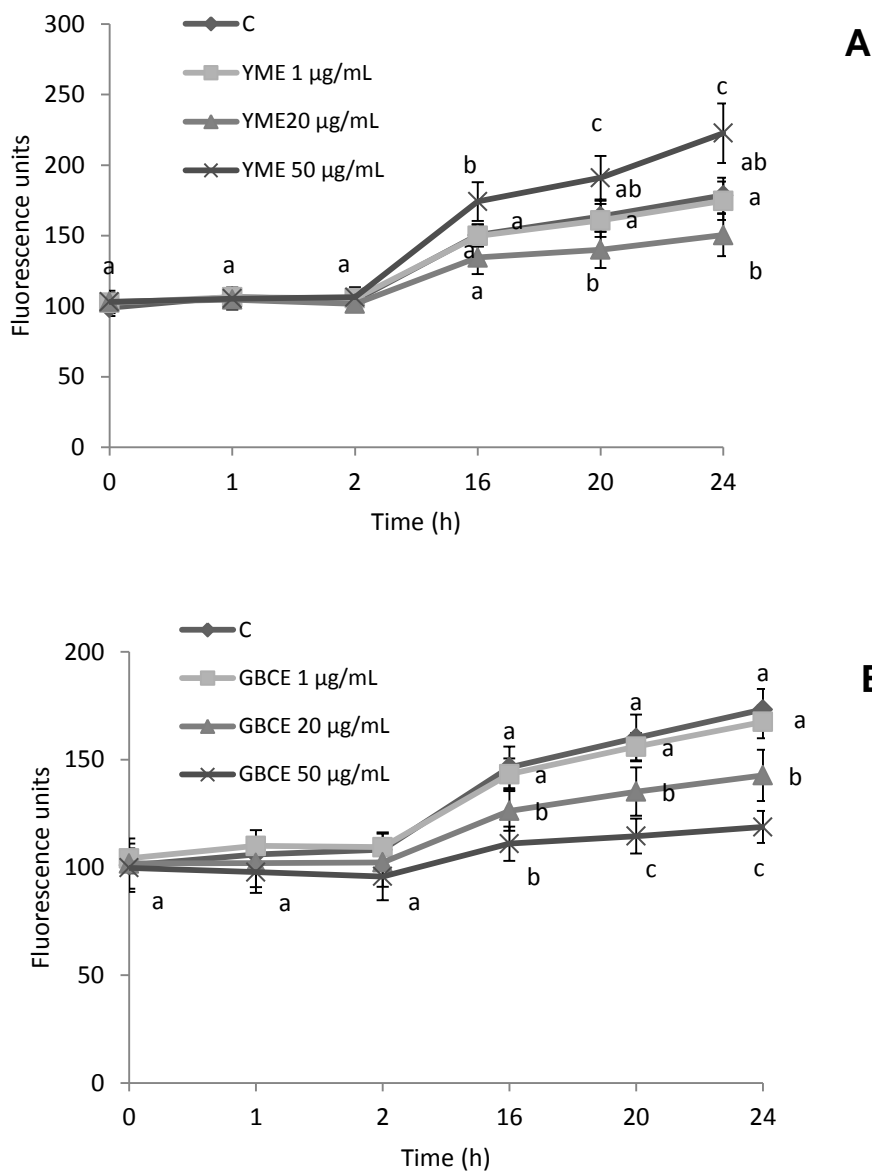 A
300
250
200
150
100
50
0
Fluorescence units
C
YME 1 µg/mL
YME20 µg/mL
YME 50 µg/mL
a a a b c c
a ab ab
a a a
a b b
0 1 2 16 20 24
Time (h)
B
200
150
100
50
0
Fluorescence units
C
GBCE 1 µg/mL
GBCE 20 µg/mL
GBCE 50 µg/mL
a a a
a a a
b b b
a a a b c c
0 1 2 16 20 24
Time (h)